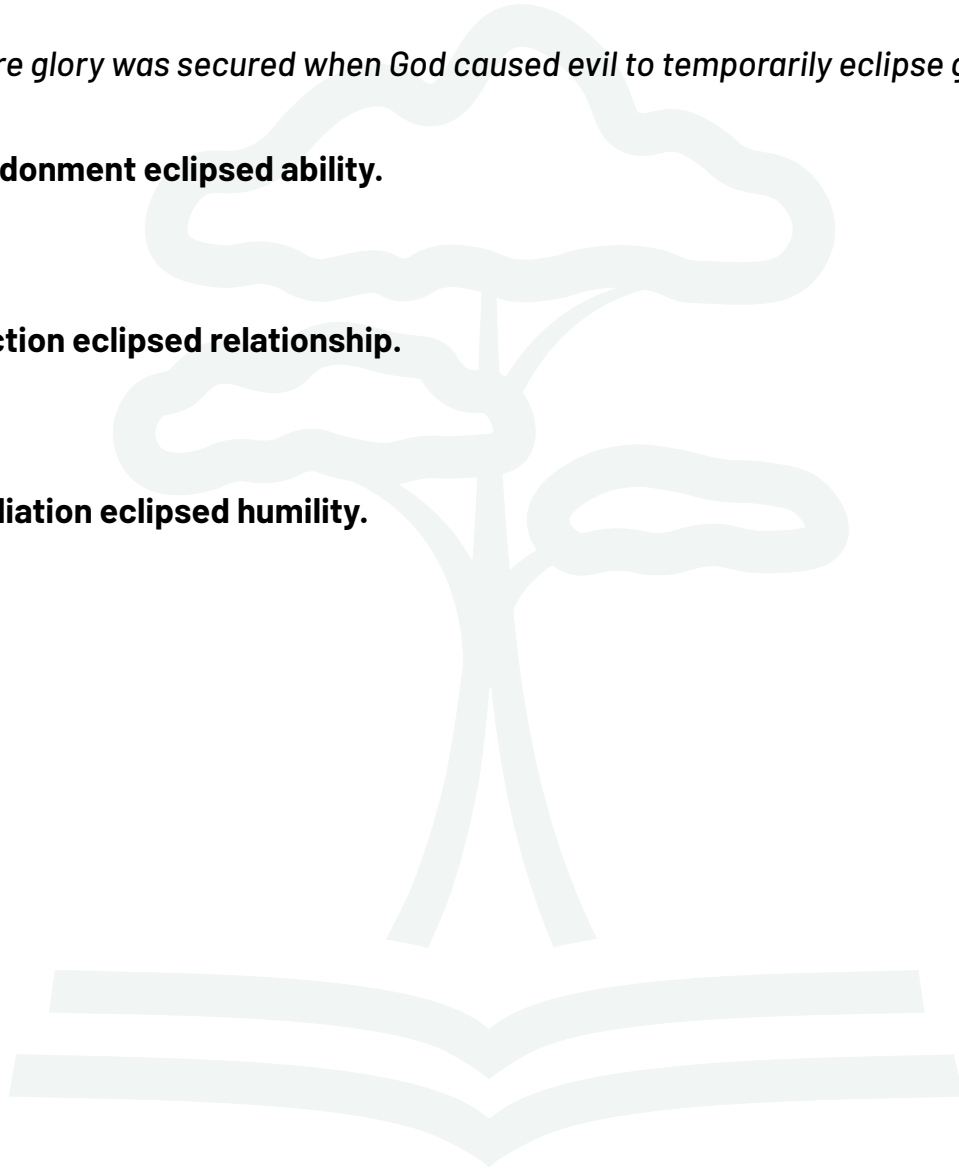 re glory was secured when God caused evil to temporarily eclipse g
donment eclipsed ability.
ction eclipsed relationship.
liation eclipsed humility.